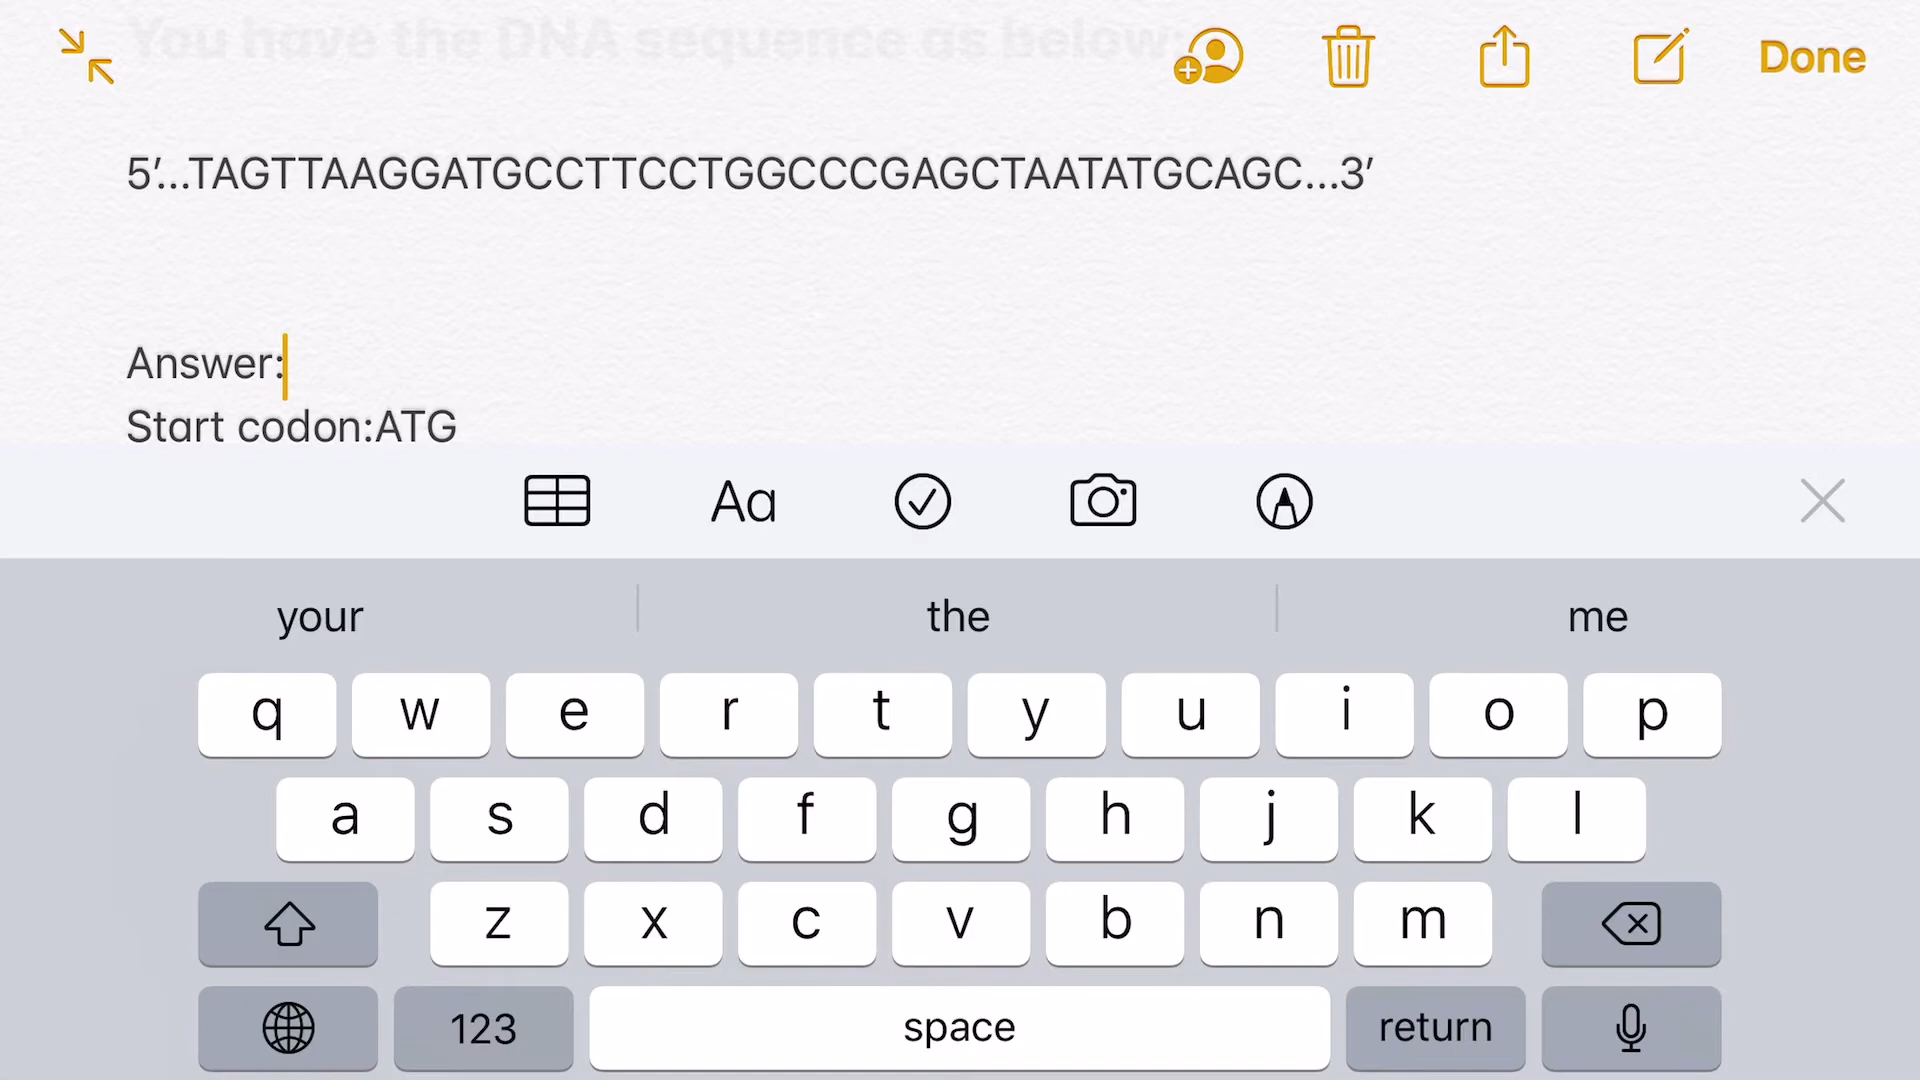 You have the DNA sequence as below:
Done
5’...TAGTTAAGGATGCCTTCCTGGCCCGAGCTAATATGCAGC...3’
Answer:
Start codon:ATG
Aa
your the me
q w e r t y u i o p
a s d f g h j k l
z x c v b n m
123 space return